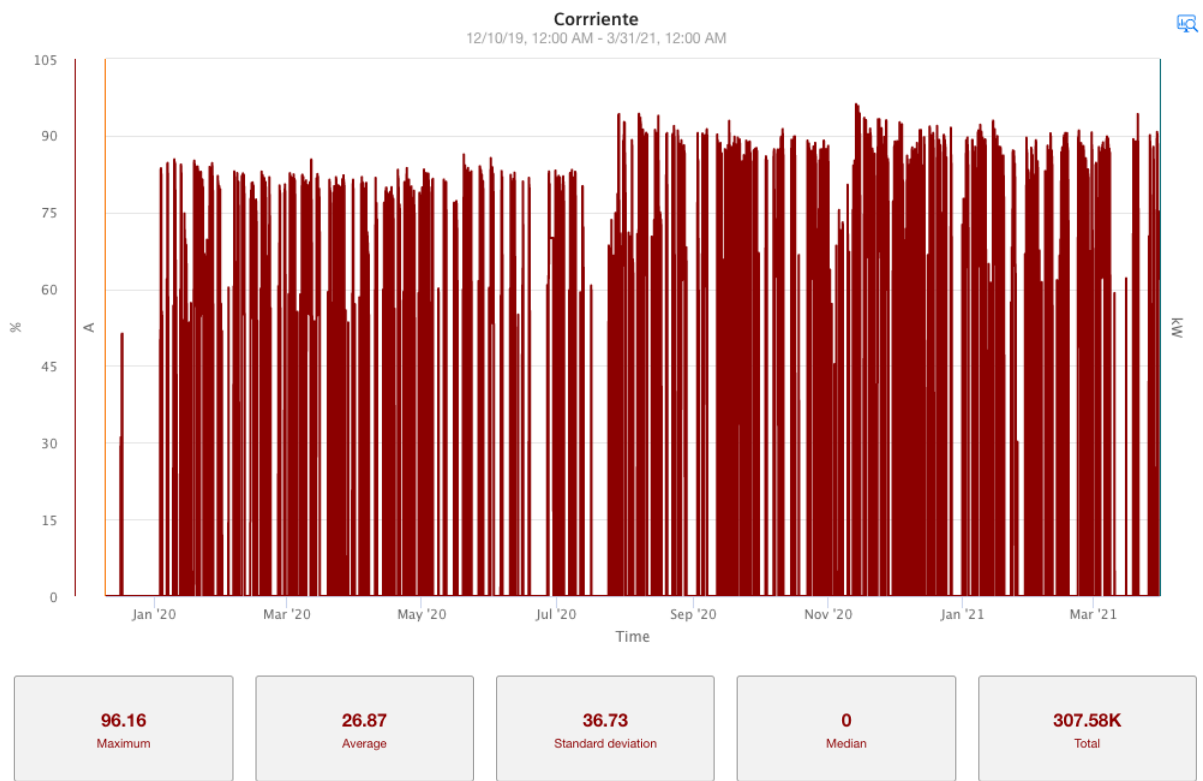 Corrriente
12/10/19, 12:00 AM - 3/31/21, 12:00 AM
105
90
75
60
45
30
15
0
%
A
kW
Jan '20 Mar '20 May '20 Jul '20 Sep '20 Nov '20 Jan '21 Mar '21
Time
96.16 26.87 36.73 0 307.58K
Maximum Average Standard deviation Median Total